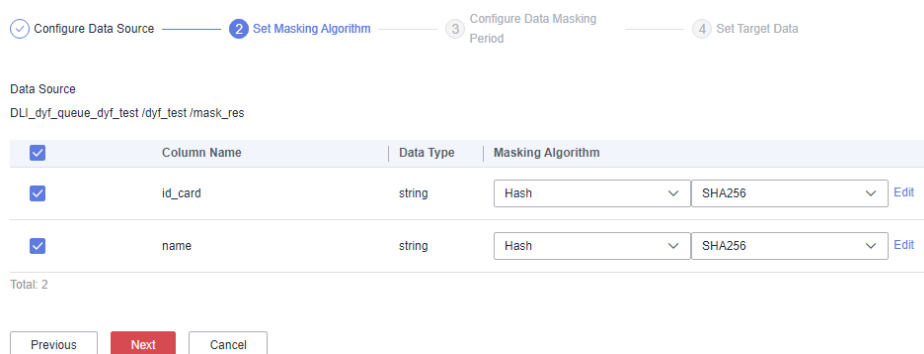 Configure Data Source 2 Set Masking Algorithm 3 Configure Data Masking Period 4 Set Target Data
Data Source
DLI_dyf_queue_dyf_test /dyf_test /mask_res
Column Name Data Type Masking Algorithm
id_card string Hash SHA256 Edit
name string Hash SHA256 Edit
Total: 2
Previous Next Cancel